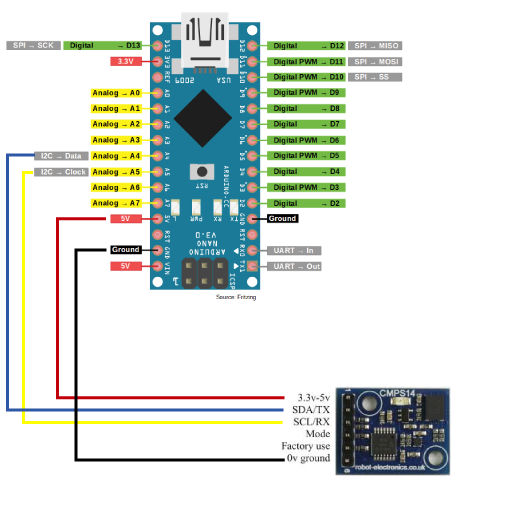 SPI → SCK Digital → D13
3.3V
Analog → A0
Analog → A1
Analog → A2
Analog → A3
I2C → Data Analog → A4
I2C → Clock Analog → A5
Analog → A6
Analog → A7
5V
Ground
5V
D13
3V3
REF
A0
A1
A2
A3
A4
A5
A6
A7
5V
RST
GND
VIN
USA
2009
RST
ARDUINO.CC
L
PWR
RX
TX
ARDUINO
NANO
V3.0
ICSP
1
D12
D11
D10
D9
D8
D7
D6
D5
D4
D3
D2
GND
RST
RX0
TX1
Digital → D12 SPI → MISO
Digital PWM → D11 SPI → MOSI
Digital PWM → D10 SPI → SS
Digital PWM → D9
Digital → D8
Digital → D7
Digital PWM → D6
Digital PWM → D5
Digital → D4
Digital PWM → D3
Digital → D2
Ground
UART → In
UART → Out
Source: Fritzing
3.3v-5v
SDA/TX
SCL/RX
Mode
Factory use
0v ground
CMPS14
robot-electronics.co.uk